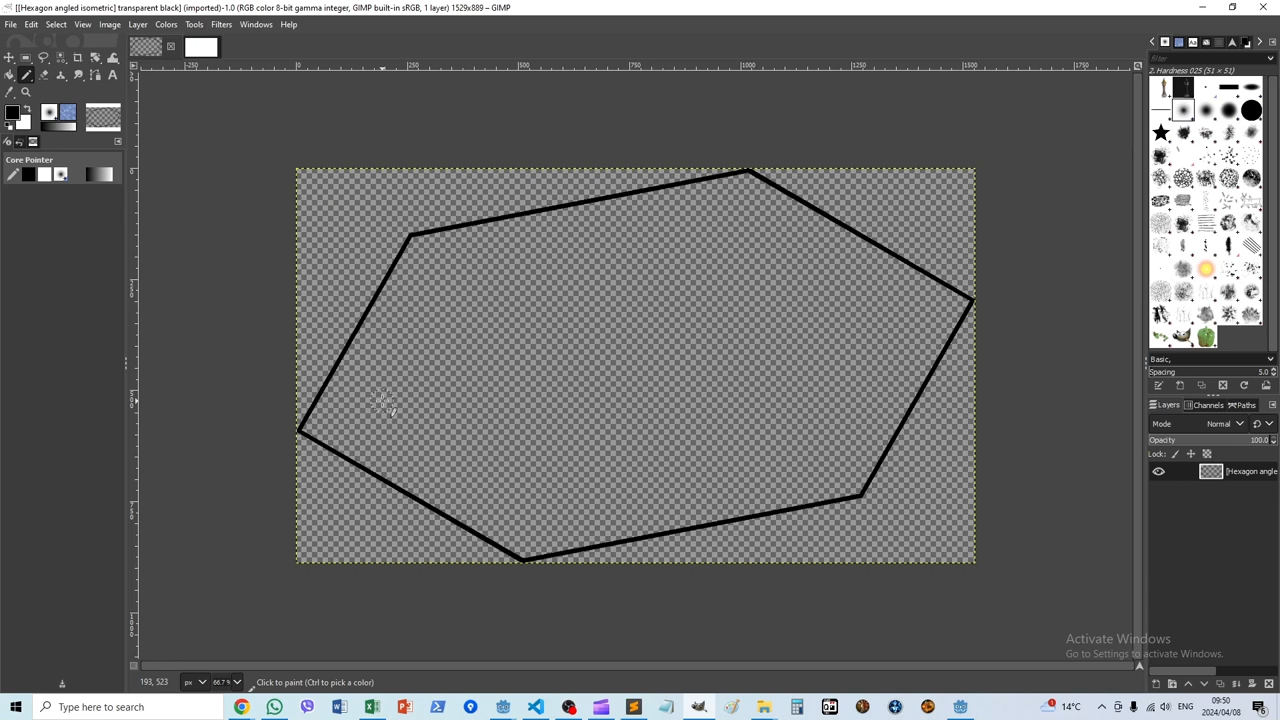 [[Hexagon angled isometric] transparent black] (imported)-1.0 (RGB color 8-bit gamma integer, GIMP built-in sRGB, 1 layer) 1529x889 – GIMP
File Edit Select View Image Layer Colors Tools Filters Windows Help
-250 0 250 500 750 1000 1250 1500 1750
filter
2. Hardness 025 (51 × 51)
Core Pointer
Basic,
Spacing 5.0
Layers Channels Paths
Mode Normal
Opacity 100.0
Lock:
[Hexagon angle
Activate Windows
Go to Settings to activate Windows.
193, 523 px 66.7 % Click to paint (Ctrl to pick a color)
Type here to search
14°C ENG 09:50
2024/04/08